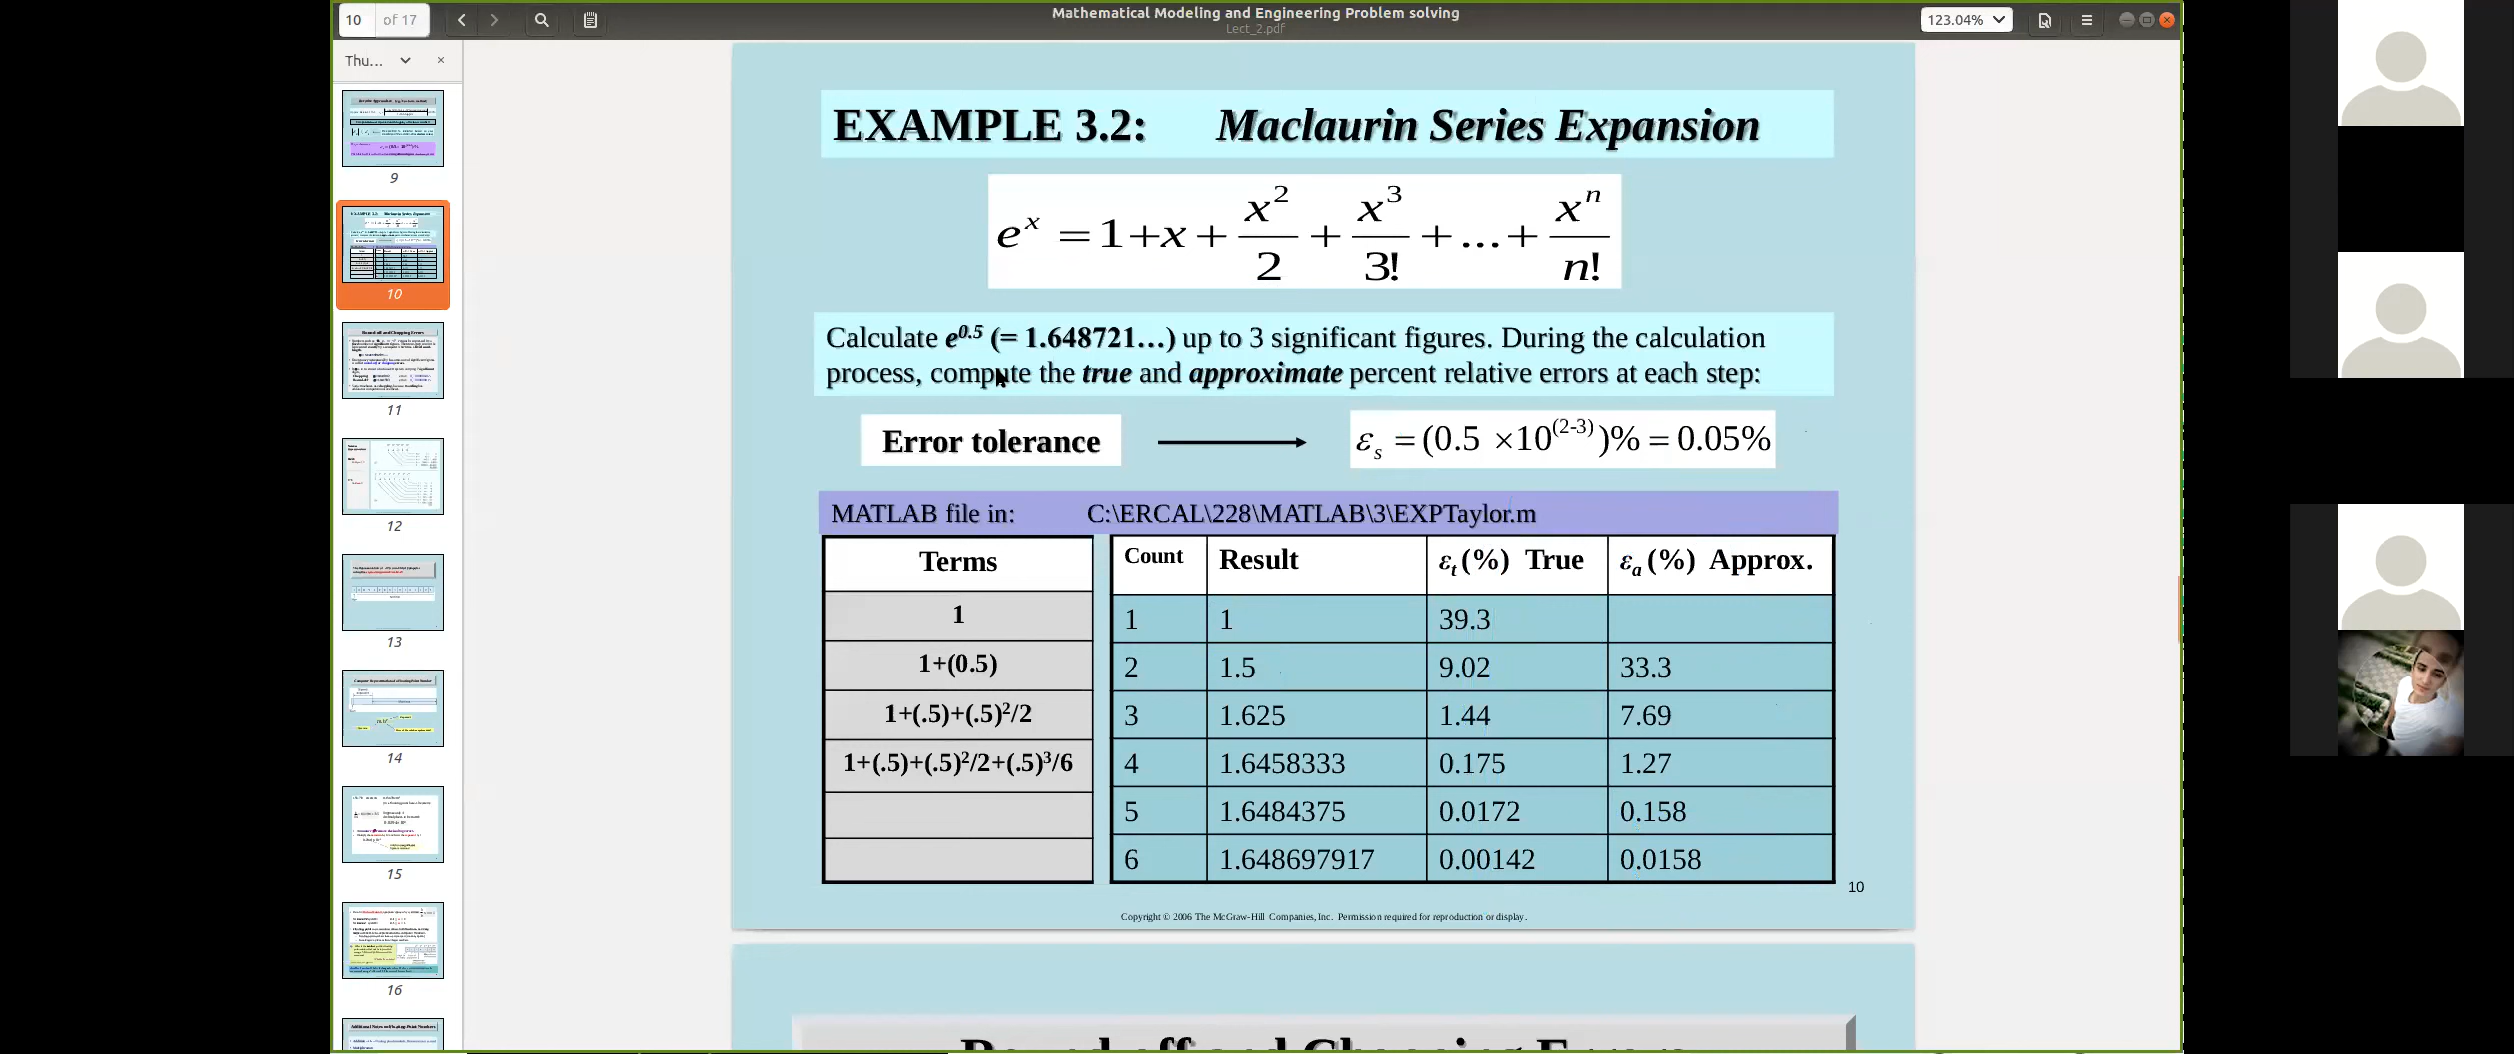 10 of 17
Mathematical Modeling and Engineering Problem solving
Lect_2.pdf
123.04%
Thu...
9
10
11
12
13
14
15
16
EXAMPLE 3.2: Maclaurin Series Expansion
e^x = 1 + x + x^2/2 + x^3/3! + ... + x^n/n!
Calculate e^0.5 (= 1.648721…) up to 3 significant figures. During the calculation
process, compute the true and approximate percent relative errors at each step:
Error tolerance ε_s = (0.5 ×10^(2-3))% = 0.05%
MATLAB file in: C:\ERCAL\228\MATLAB\3\EXPTaylor.m
Terms
1
1+(0.5)
1+(.5)+(.5)²/2
1+(.5)+(.5)²/2+(.5)³/6
Count Result ε_t (%) True ε_a (%) Approx.
1 1 39.3
2 1.5 9.02 33.3
3 1.625 1.44 7.69
4 1.6458333 0.175 1.27
5 1.6484375 0.0172 0.158
6 1.648697917 0.00142 0.0158
10
Copyright © 2006 The McGraw-Hill Companies, Inc. Permission required for reproduction or display.
Round-off and Chopping Errors